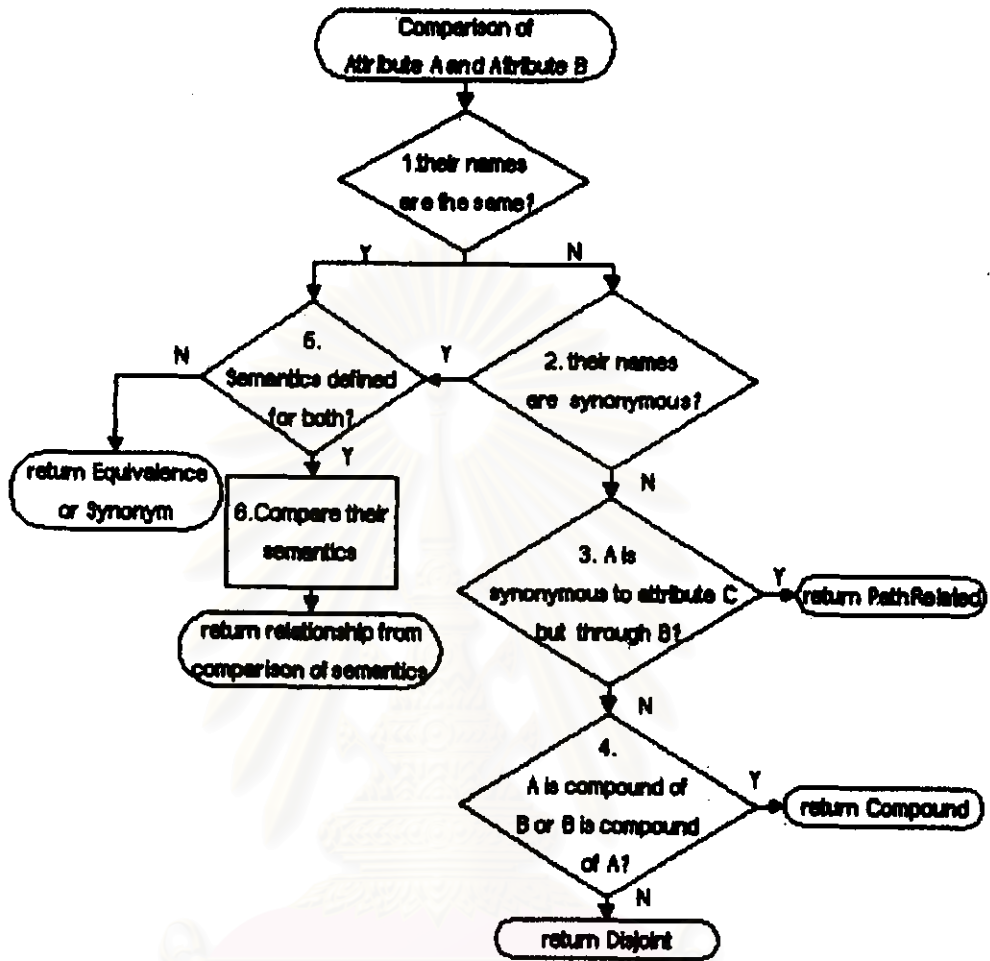 Comparison of
Attribute A and Attribute B
1.their names
are the same?
Y
N
5.
Semantics defined
for both?
N
Y
2. their names
are synonymous?
Y
N
return Equivalence
or Synonym
6.Compare their
semantics
3. A is
synonymous to attribute C
but through B?
Y
return PathRelated
return relationship from
comparison of semantics
N
4.
A is compound of
B or B is compound
of A?
Y
return Compound
N
return Disjoint